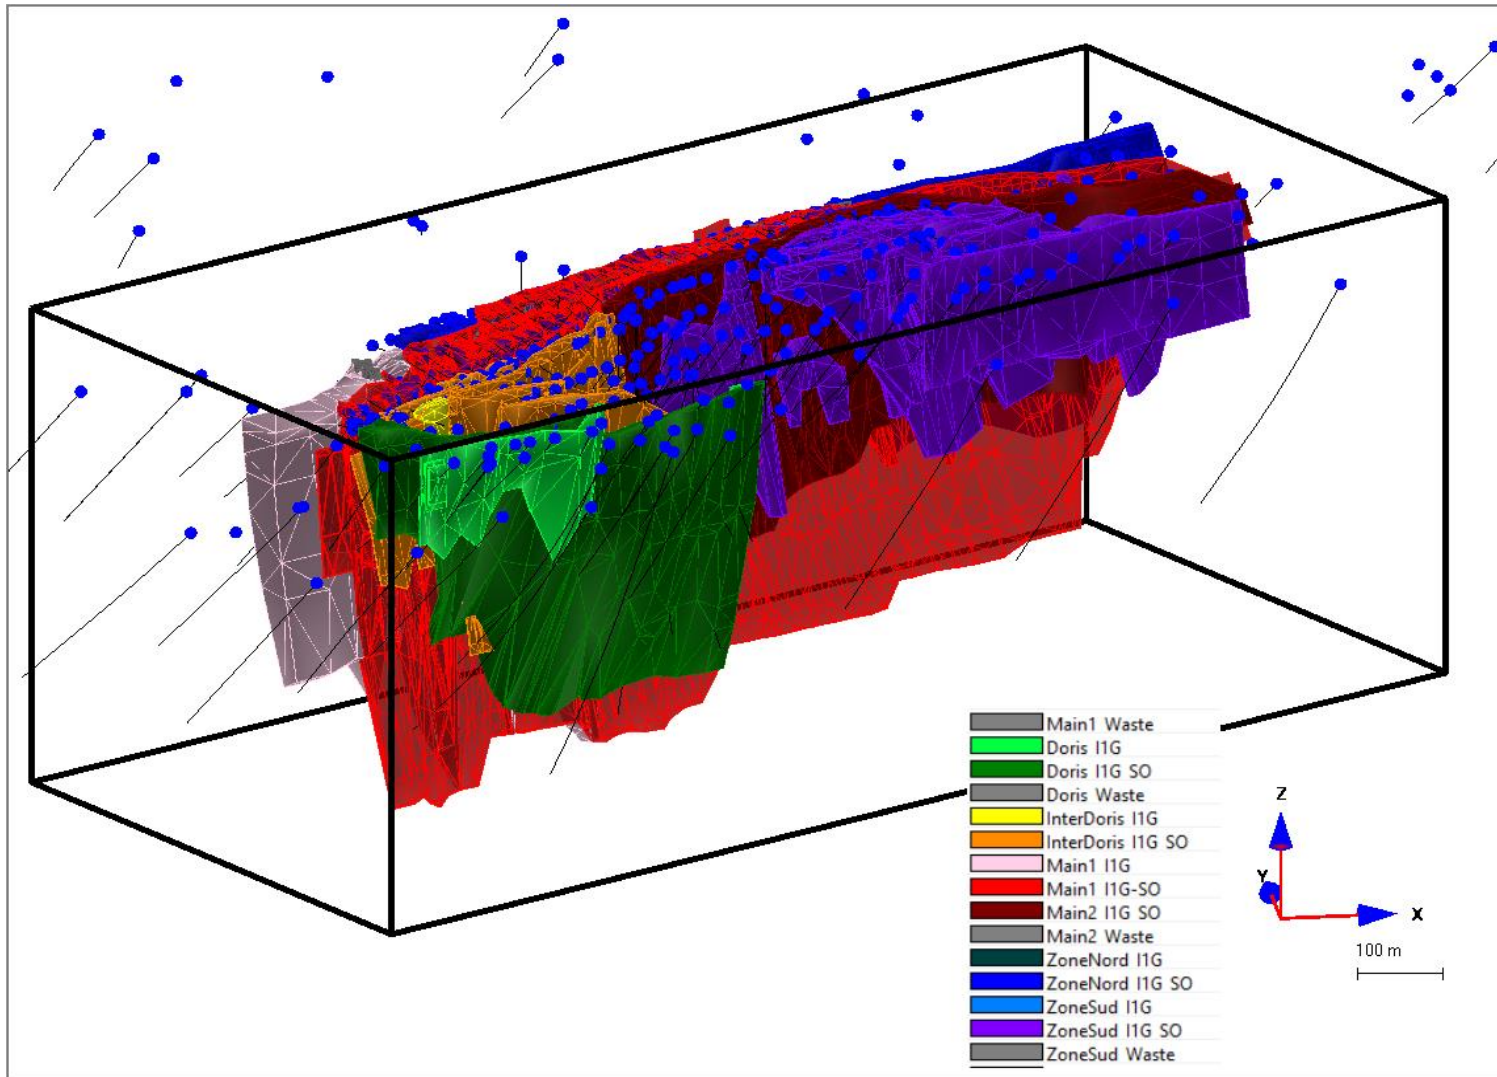 Main1 Waste
Doris I1G
Doris I1G SO
Doris Waste
InterDoris I1G
InterDoris I1G SO
Main1 I1G
Main1 I1G-SO
Main2 I1G SO
Main2 Waste
ZoneNord I1G
ZoneNord I1G SO
ZoneSud I1G
ZoneSud I1G SO
ZoneSud Waste
Z
Y
X
100 m